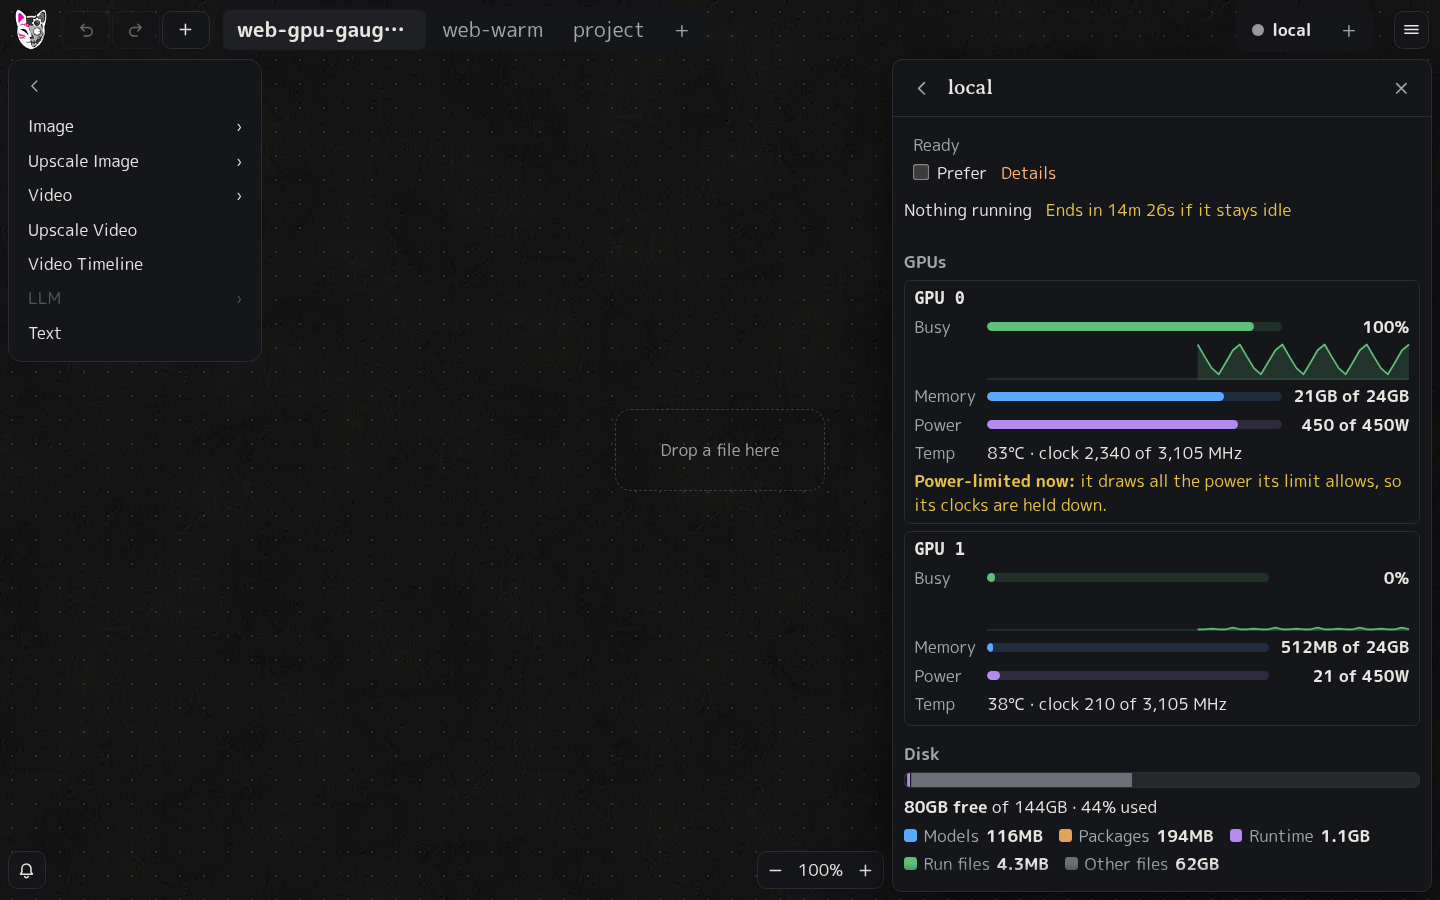 web-gpu-gaug···
web-warm
project
local
Image
Upscale Image
Video
Upscale Video
Video Timeline
LLM
Text
Drop a file here
100%
local
Ready
Prefer Details
Nothing running Ends in 14m 26s if it stays idle
GPUs
GPU 0
Busy 100%
Memory 21GB of 24GB
Power 450 of 450W
Temp 83°C · clock 2,340 of 3,105 MHz
Power-limited now: it draws all the power its limit allows, so
its clocks are held down.
GPU 1
Busy 0%
Memory 512MB of 24GB
Power 21 of 450W
Temp 38°C · clock 210 of 3,105 MHz
Disk
80GB free of 144GB · 44% used
Models 116MB Packages 194MB Runtime 1.1GB
Run files 4.3MB Other files 62GB